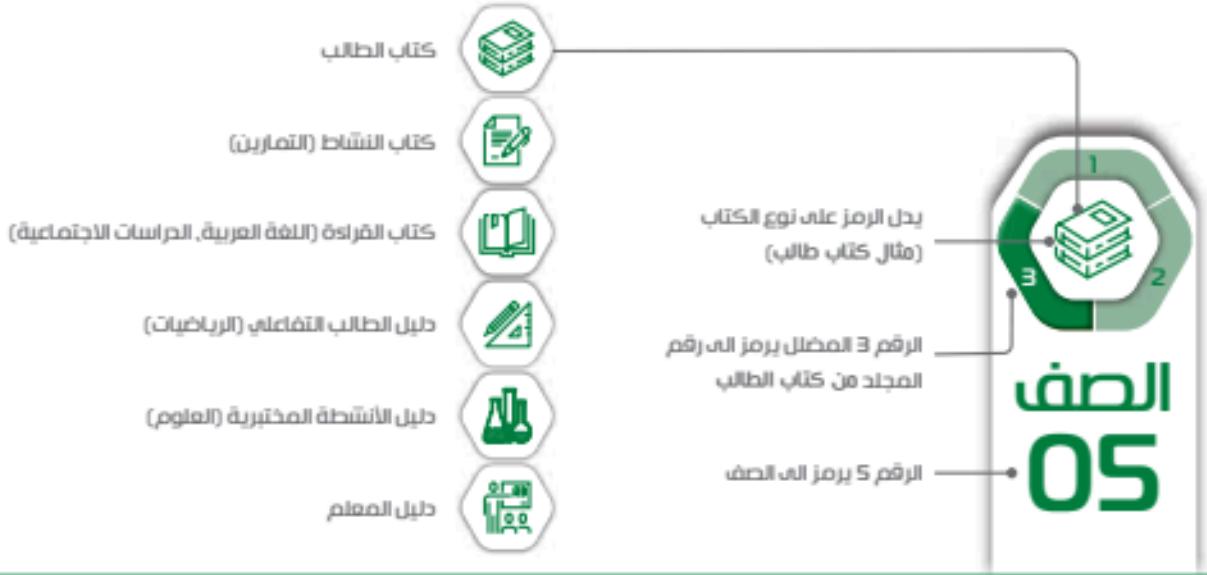 كتاب الطالب
كتاب النشاط (التمارين)
كتاب القراءة (اللغة العربية، الدراسات الاجتماعية)
دليل الطالب التفاعلي (الرياضيات)
دليل الأنشطة المختبرية (العلوم)
دليل المعلم
1
2
3
يدل الرمز على نوع الكتاب
(مثال كتاب طالب)
الرقم 3 المضلل يرمز الى رقم
المجلد من كتاب الطالب
الرقم 5 يرمز الى الصف
الصف
05